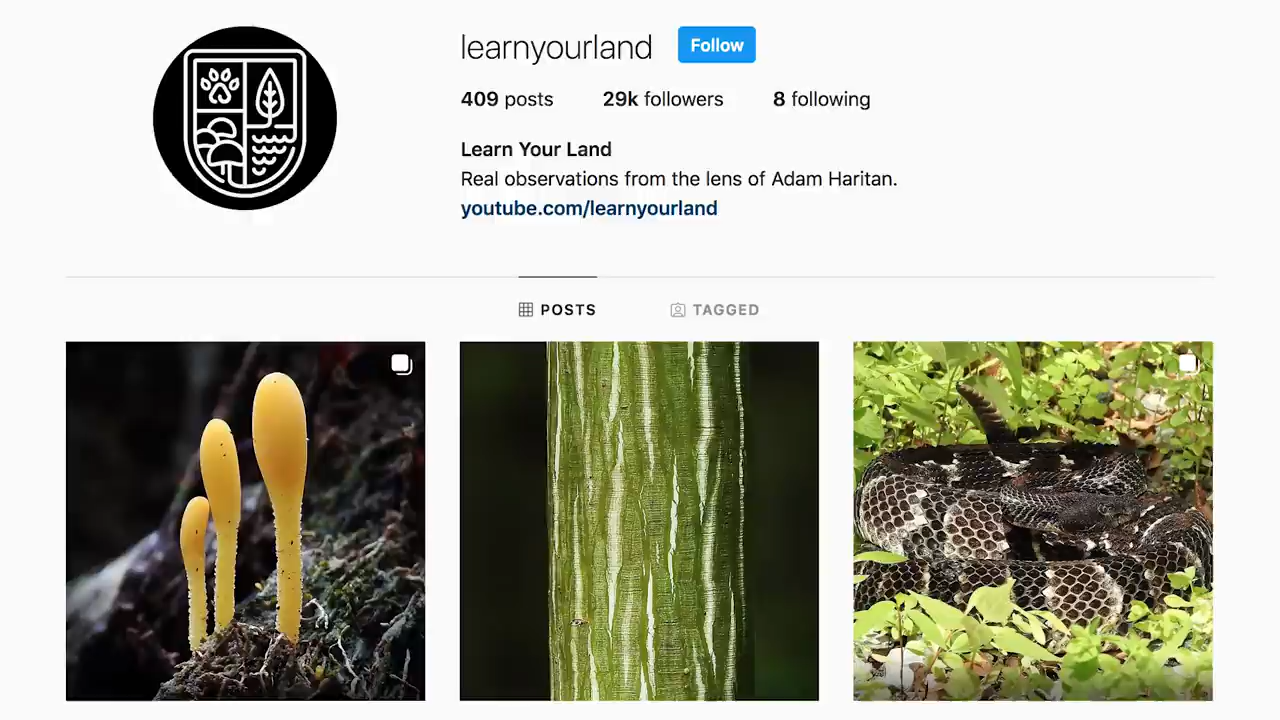 learnyourland Follow
409 posts 29k followers 8 following
Learn Your Land
Real observations from the lens of Adam Haritan.
youtube.com/learnyourland
POSTS TAGGED